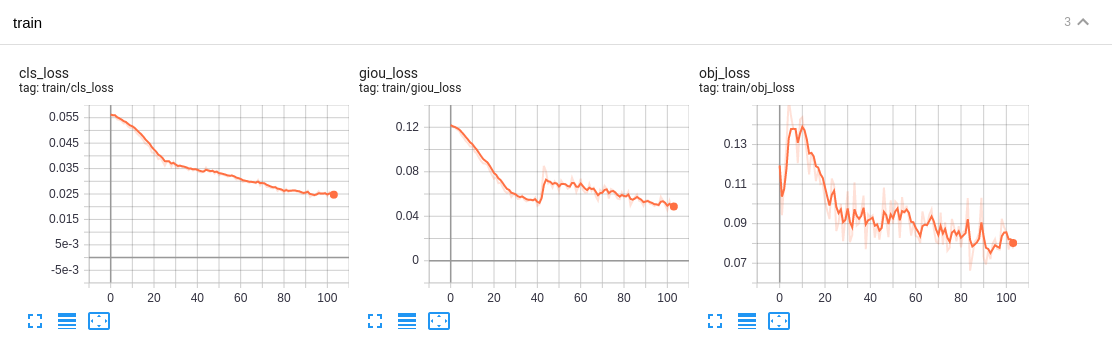 train
3
cls_loss
tag: train/cls_loss
0.055
0.045
0.035
0.025
0.015
5e-3
-5e-3
0 20 40 60 80 100
giou_loss
tag: train/giou_loss
0.12
0.08
0.04
0
0 20 40 60 80 100
obj_loss
tag: train/obj_loss
0.13
0.11
0.09
0.07
0 20 40 60 80 100